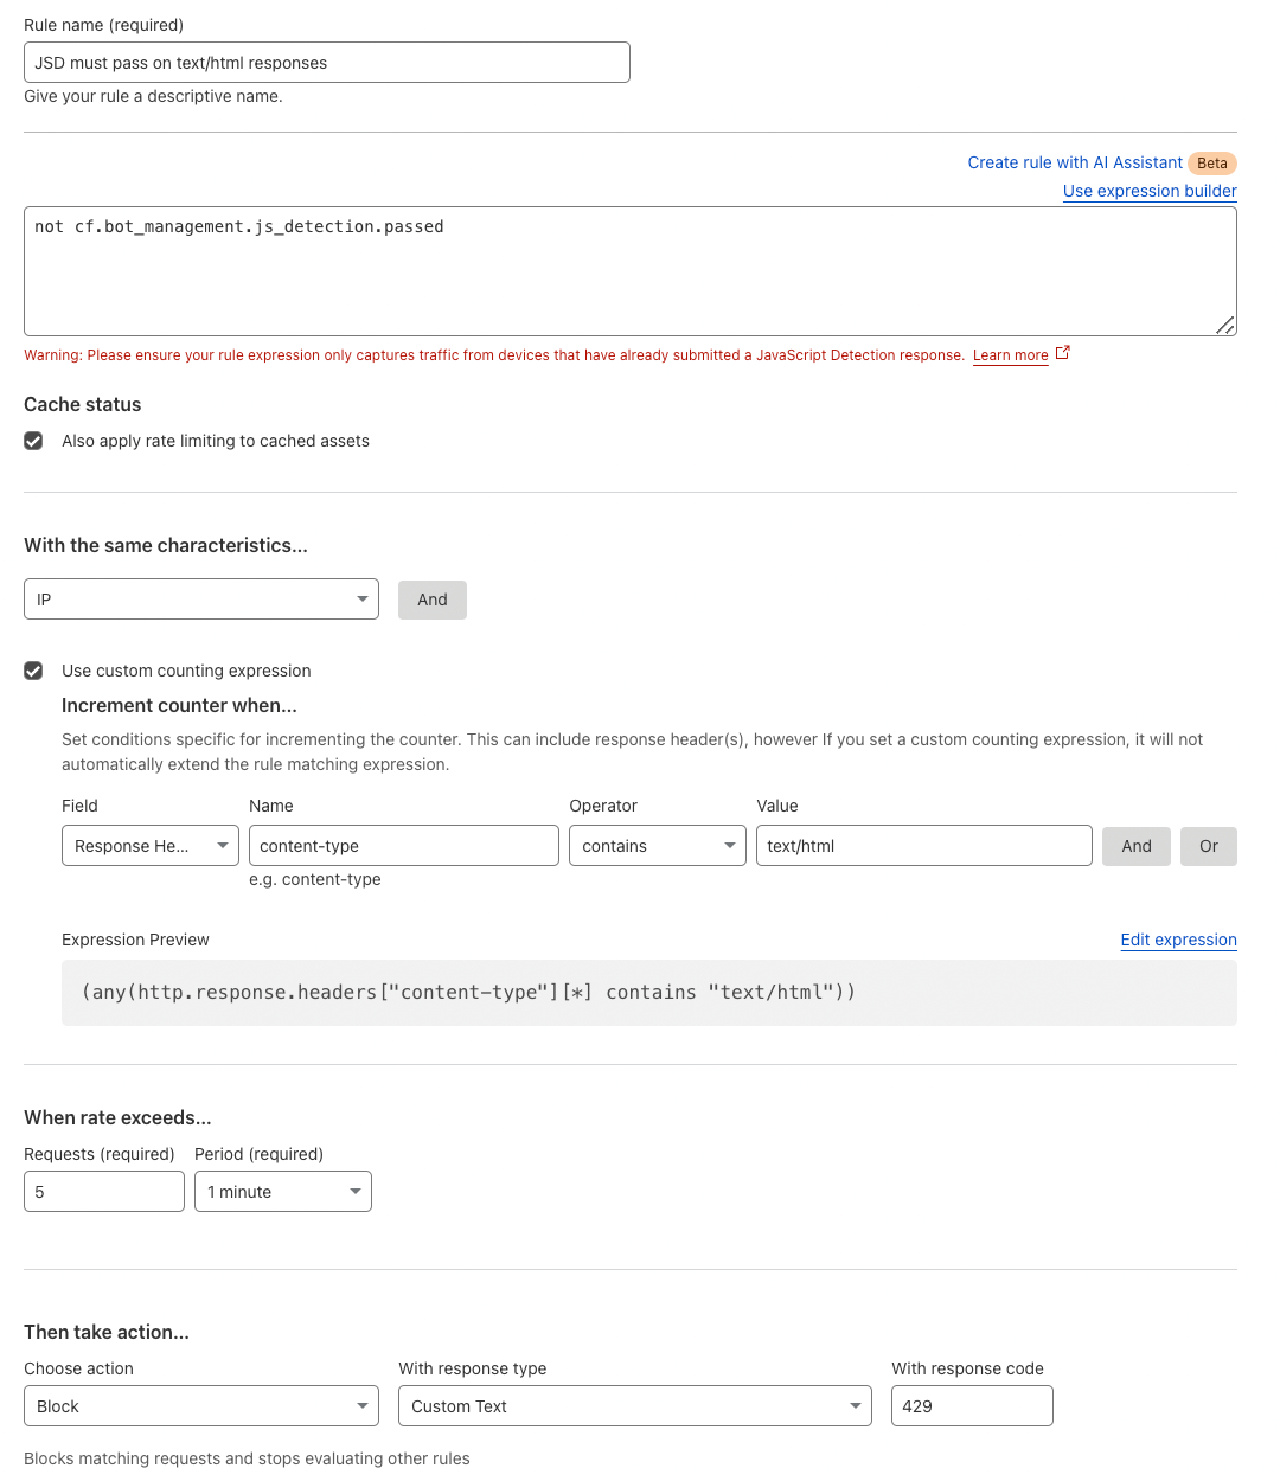 Rule name (required)
JSD must pass on text/html responses
Give your rule a descriptive name.
Create rule with AI Assistant Beta
Use expression builder
not cf.bot_management.js_detection.passed
Warning: Please ensure your rule expression only captures traffic from devices that have already submitted a JavaScript Detection response. Learn more
Cache status
Also apply rate limiting to cached assets
With the same characteristics...
IP And
Use custom counting expression
Increment counter when...
Set conditions specific for incrementing the counter. This can include response header(s), however If you set a custom counting expression, it will not
automatically extend the rule matching expression.
Field Name Operator Value
Response He... content-type contains text/html And Or
e.g. content-type
Expression Preview Edit expression
(any(http.response.headers["content-type"][*] contains "text/html"))
When rate exceeds...
Requests (required) Period (required)
5 1 minute
Then take action...
Choose action With response type With response code
Block Custom Text 429
Blocks matching requests and stops evaluating other rules